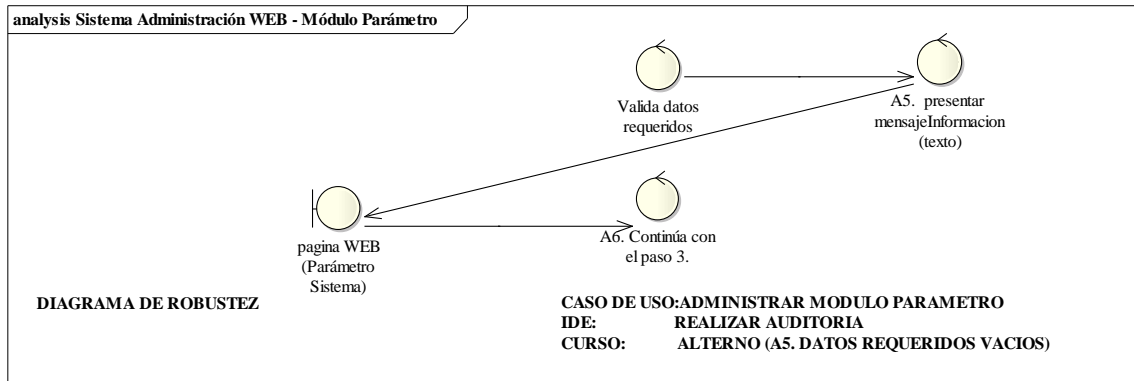 analysis Sistema Administración WEB - Módulo Parámetro
Valida datos
requeridos
A5. presentar
mensajeInformacion
(texto)
pagina WEB
(Parámetro
Sistema)
A6. Continúa con
el paso 3.
DIAGRAMA DE ROBUSTEZ
CASO DE USO:ADMINISTRAR MODULO PARAMETRO
IDE: REALIZAR AUDITORIA
CURSO: ALTERNO (A5. DATOS REQUERIDOS VACIOS)